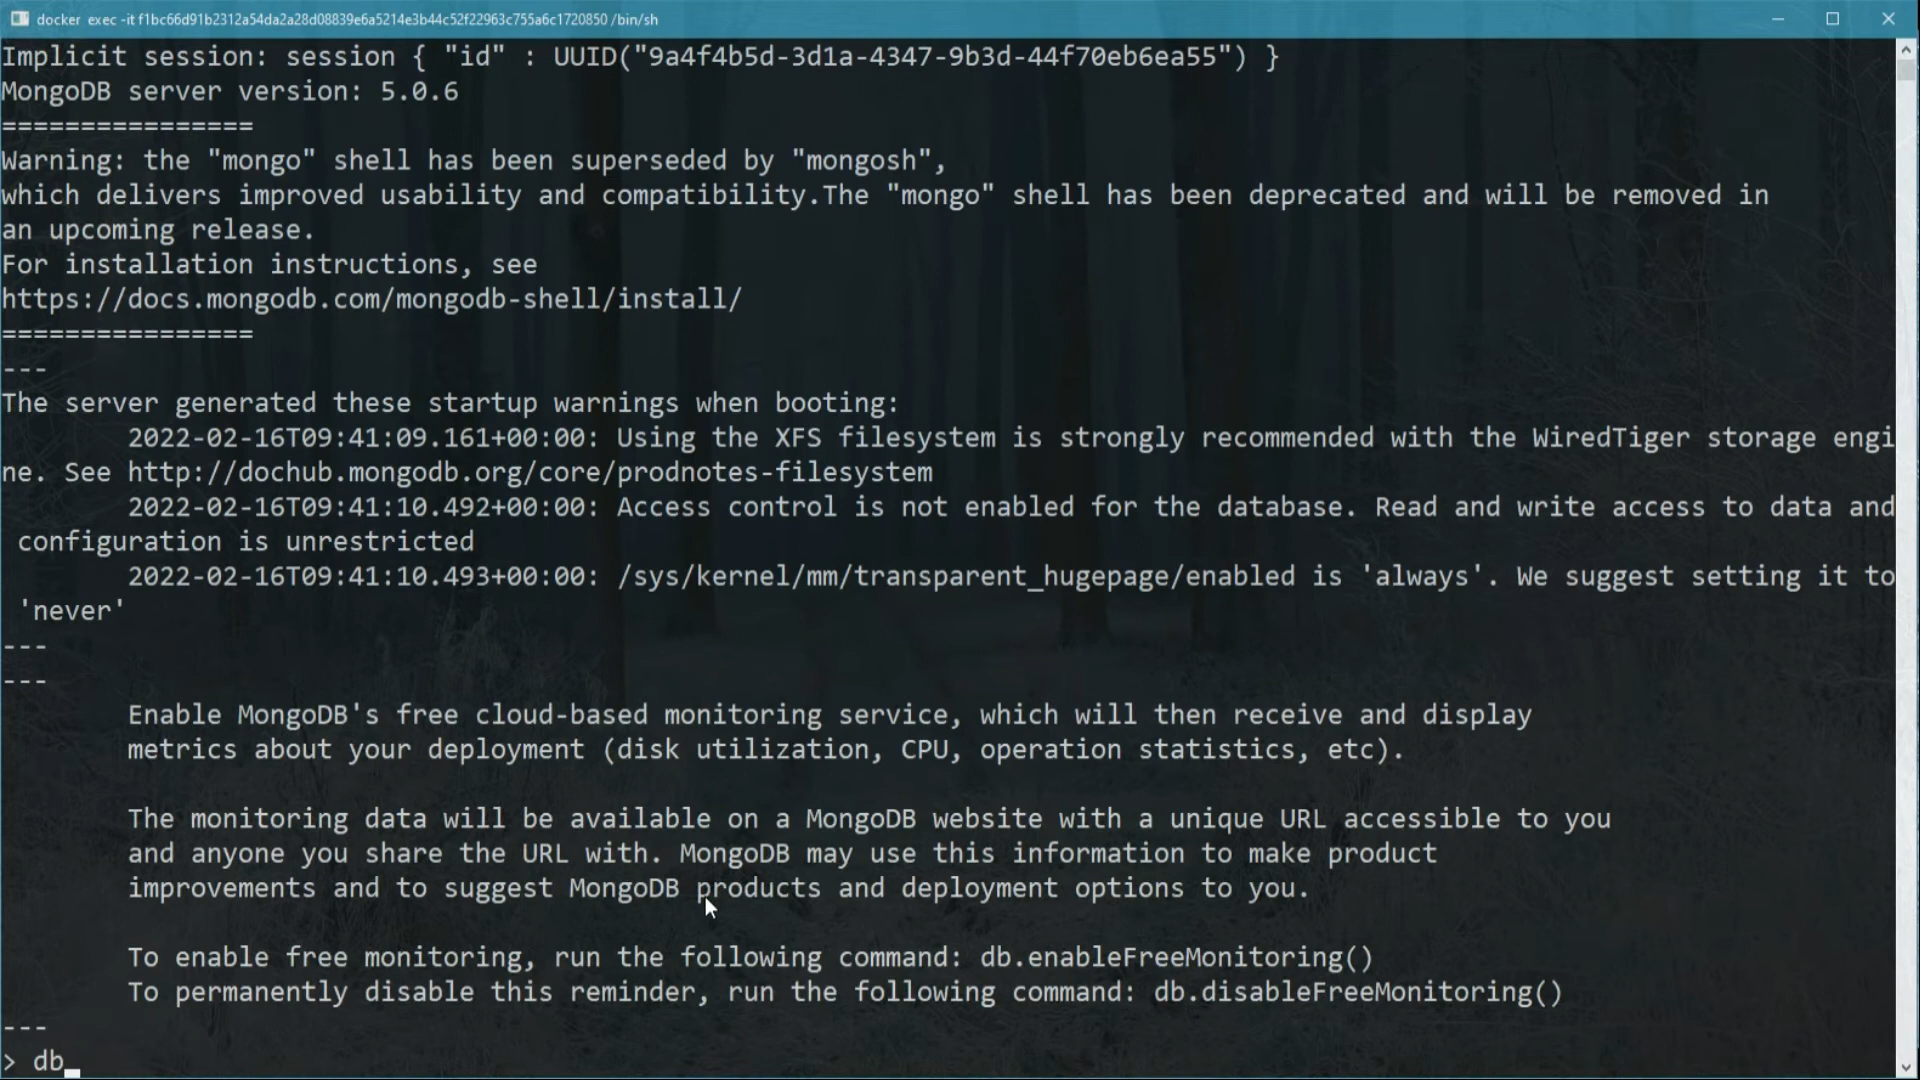 docker exec -it f1bc66d91b2312a54da2a28d08839e6a5214e3b44c52f22963c755a6c1720850 /bin/sh
Implicit session: session { "id" : UUID("9a4f4b5d-3d1a-4347-9b3d-44f70eb6ea55") }
MongoDB server version: 5.0.6
================
Warning: the "mongo" shell has been superseded by "mongosh",
which delivers improved usability and compatibility.The "mongo" shell has been deprecated and will be removed in
an upcoming release.
For installation instructions, see
https://docs.mongodb.com/mongodb-shell/install/
================
---
The server generated these startup warnings when booting:
2022-02-16T09:41:09.161+00:00: Using the XFS filesystem is strongly recommended with the WiredTiger storage engi
ne. See http://dochub.mongodb.org/core/prodnotes-filesystem
2022-02-16T09:41:10.492+00:00: Access control is not enabled for the database. Read and write access to data and
configuration is unrestricted
2022-02-16T09:41:10.493+00:00: /sys/kernel/mm/transparent_hugepage/enabled is 'always'. We suggest setting it to
'never'
---
---
Enable MongoDB's free cloud-based monitoring service, which will then receive and display
metrics about your deployment (disk utilization, CPU, operation statistics, etc).
The monitoring data will be available on a MongoDB website with a unique URL accessible to you
and anyone you share the URL with. MongoDB may use this information to make product
improvements and to suggest MongoDB products and deployment options to you.
To enable free monitoring, run the following command: db.enableFreeMonitoring()
To permanently disable this reminder, run the following command: db.disableFreeMonitoring()
---
> db